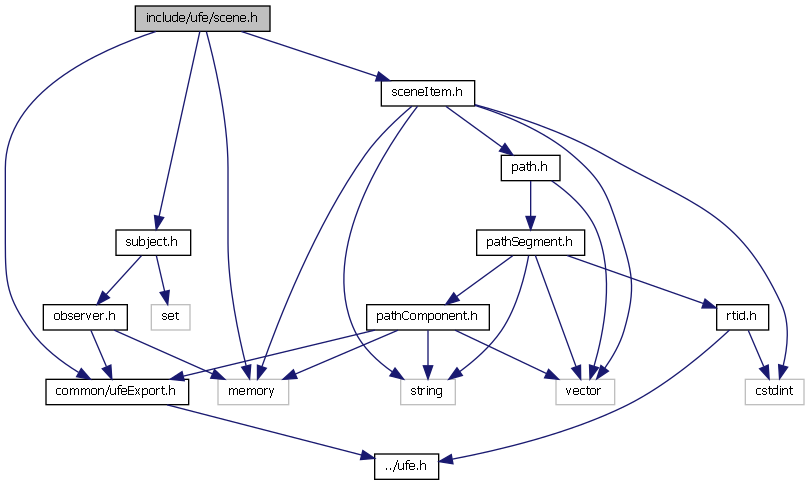 include/ufe/scene.h
sceneItem.h
path.h
subject.h
pathSegment.h
observer.h
set
pathComponent.h
rtid.h
common/ufeExport.h
memory
string
vector
cstdint
../ufe.h